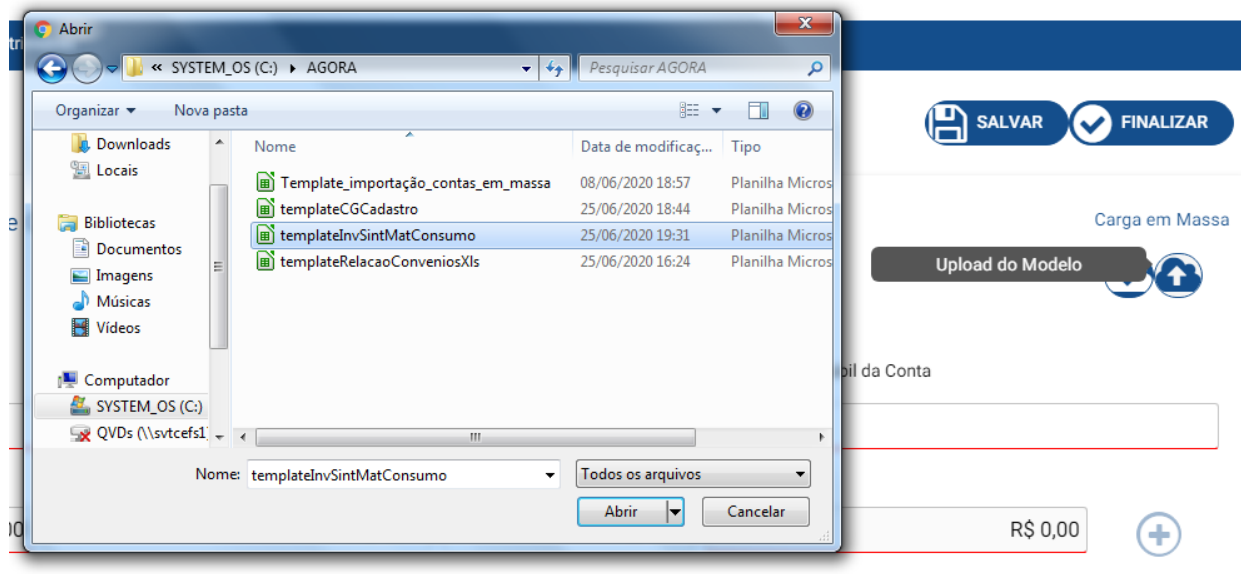 Abrir
« SYSTEM_OS (C:) ▸ AGORA
Pesquisar AGORA
Organizar
Nova pasta
Downloads
Locais
Bibliotecas
Documentos
Imagens
Músicas
Vídeos
Computador
SYSTEM_OS (C:)
QVDs (\\svtcefs1
Nome Data de modificaç... Tipo
Template_importação_contas_em_massa 08/06/2020 18:57 Planilha Micros
templateCGCadastro 25/06/2020 18:44 Planilha Micros
templateInvSintMatConsumo 25/06/2020 19:31 Planilha Micros
templateRelacaoConveniosXls 25/06/2020 16:24 Planilha Micros
Nome: templateInvSintMatConsumo
Todos os arquivos
Abrir
Cancelar
SALVAR
FINALIZAR
Carga em Massa
Upload do Modelo
da Conta
R$ 0,00